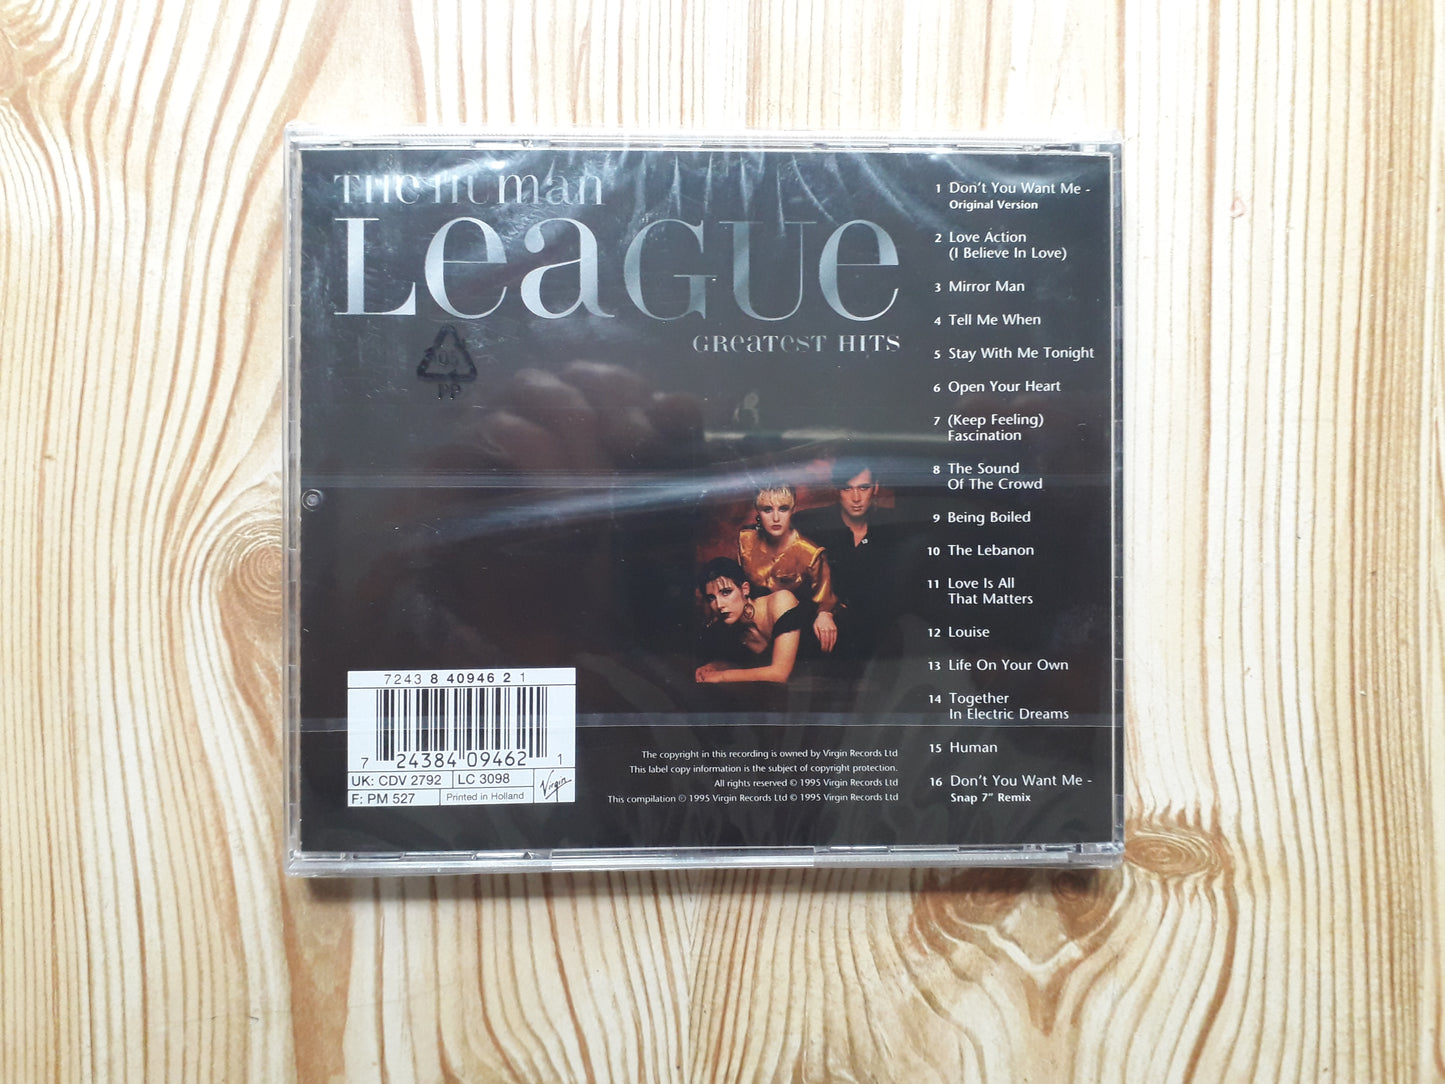 THE HUMAN
LEAGUE
GREATEST HITS
PP
1 Don't You Want Me -
Original Version
2 Love Action
(I Believe In Love)
3 Mirror Man
4 Tell Me When
5 Stay With Me Tonight
6 Open Your Heart
7 (Keep Feeling)
Fascination
8 The Sound
Of The Crowd
9 Being Boiled
10 The Lebanon
11 Love Is All
That Matters
12 Louise
13 Life On Your Own
14 Together
In Electric Dreams
15 Human
16 Don't You Want Me -
Snap 7" Remix
7243 8 40946 2 1
7 24384 09462 1
UK: CDV 2792 LC 3098
F: PM 527 Printed in Holland
Virgin
The copyright in this recording is owned by Virgin Records Ltd
This label copy information is the subject of copyright protection.
All rights reserved © 1995 Virgin Records Ltd
This compilation ℗ 1995 Virgin Records Ltd © 1995 Virgin Records Ltd